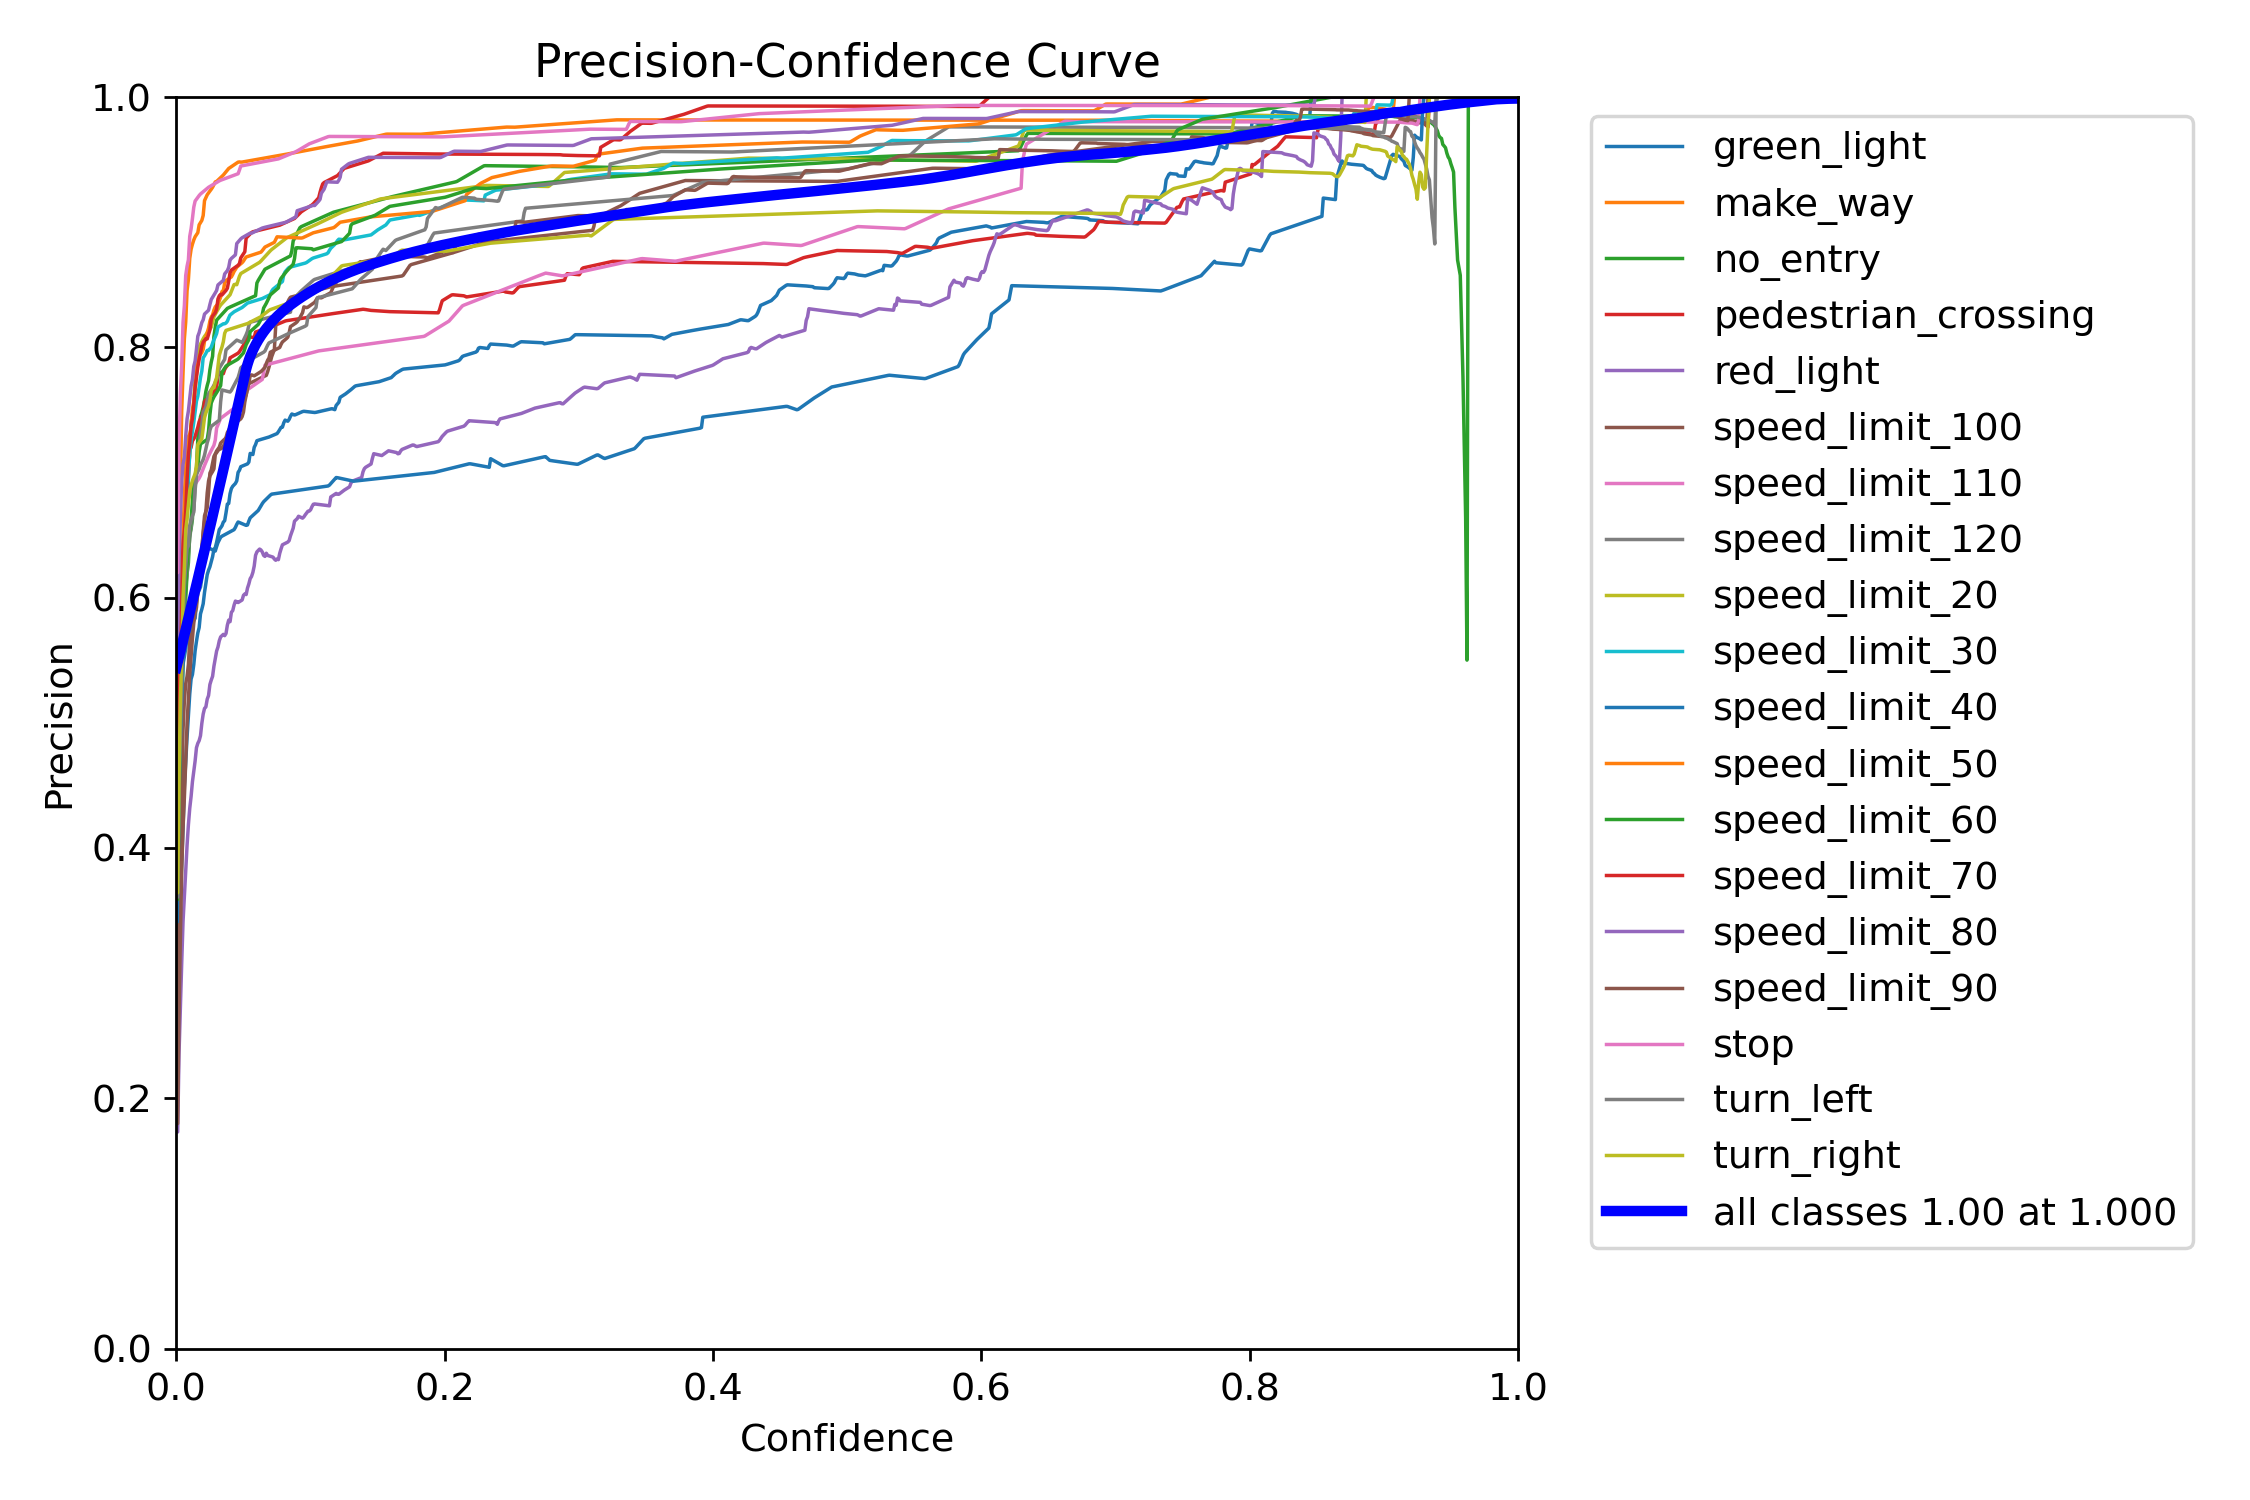 Precision-Confidence Curve
1.0
0.8
0.6
0.4
0.2
0.0
Precision
0.0 0.2 0.4 0.6 0.8 1.0
Confidence
green_light
make_way
no_entry
pedestrian_crossing
red_light
speed_limit_100
speed_limit_110
speed_limit_120
speed_limit_20
speed_limit_30
speed_limit_40
speed_limit_50
speed_limit_60
speed_limit_70
speed_limit_80
speed_limit_90
stop
turn_left
turn_right
all classes 1.00 at 1.000